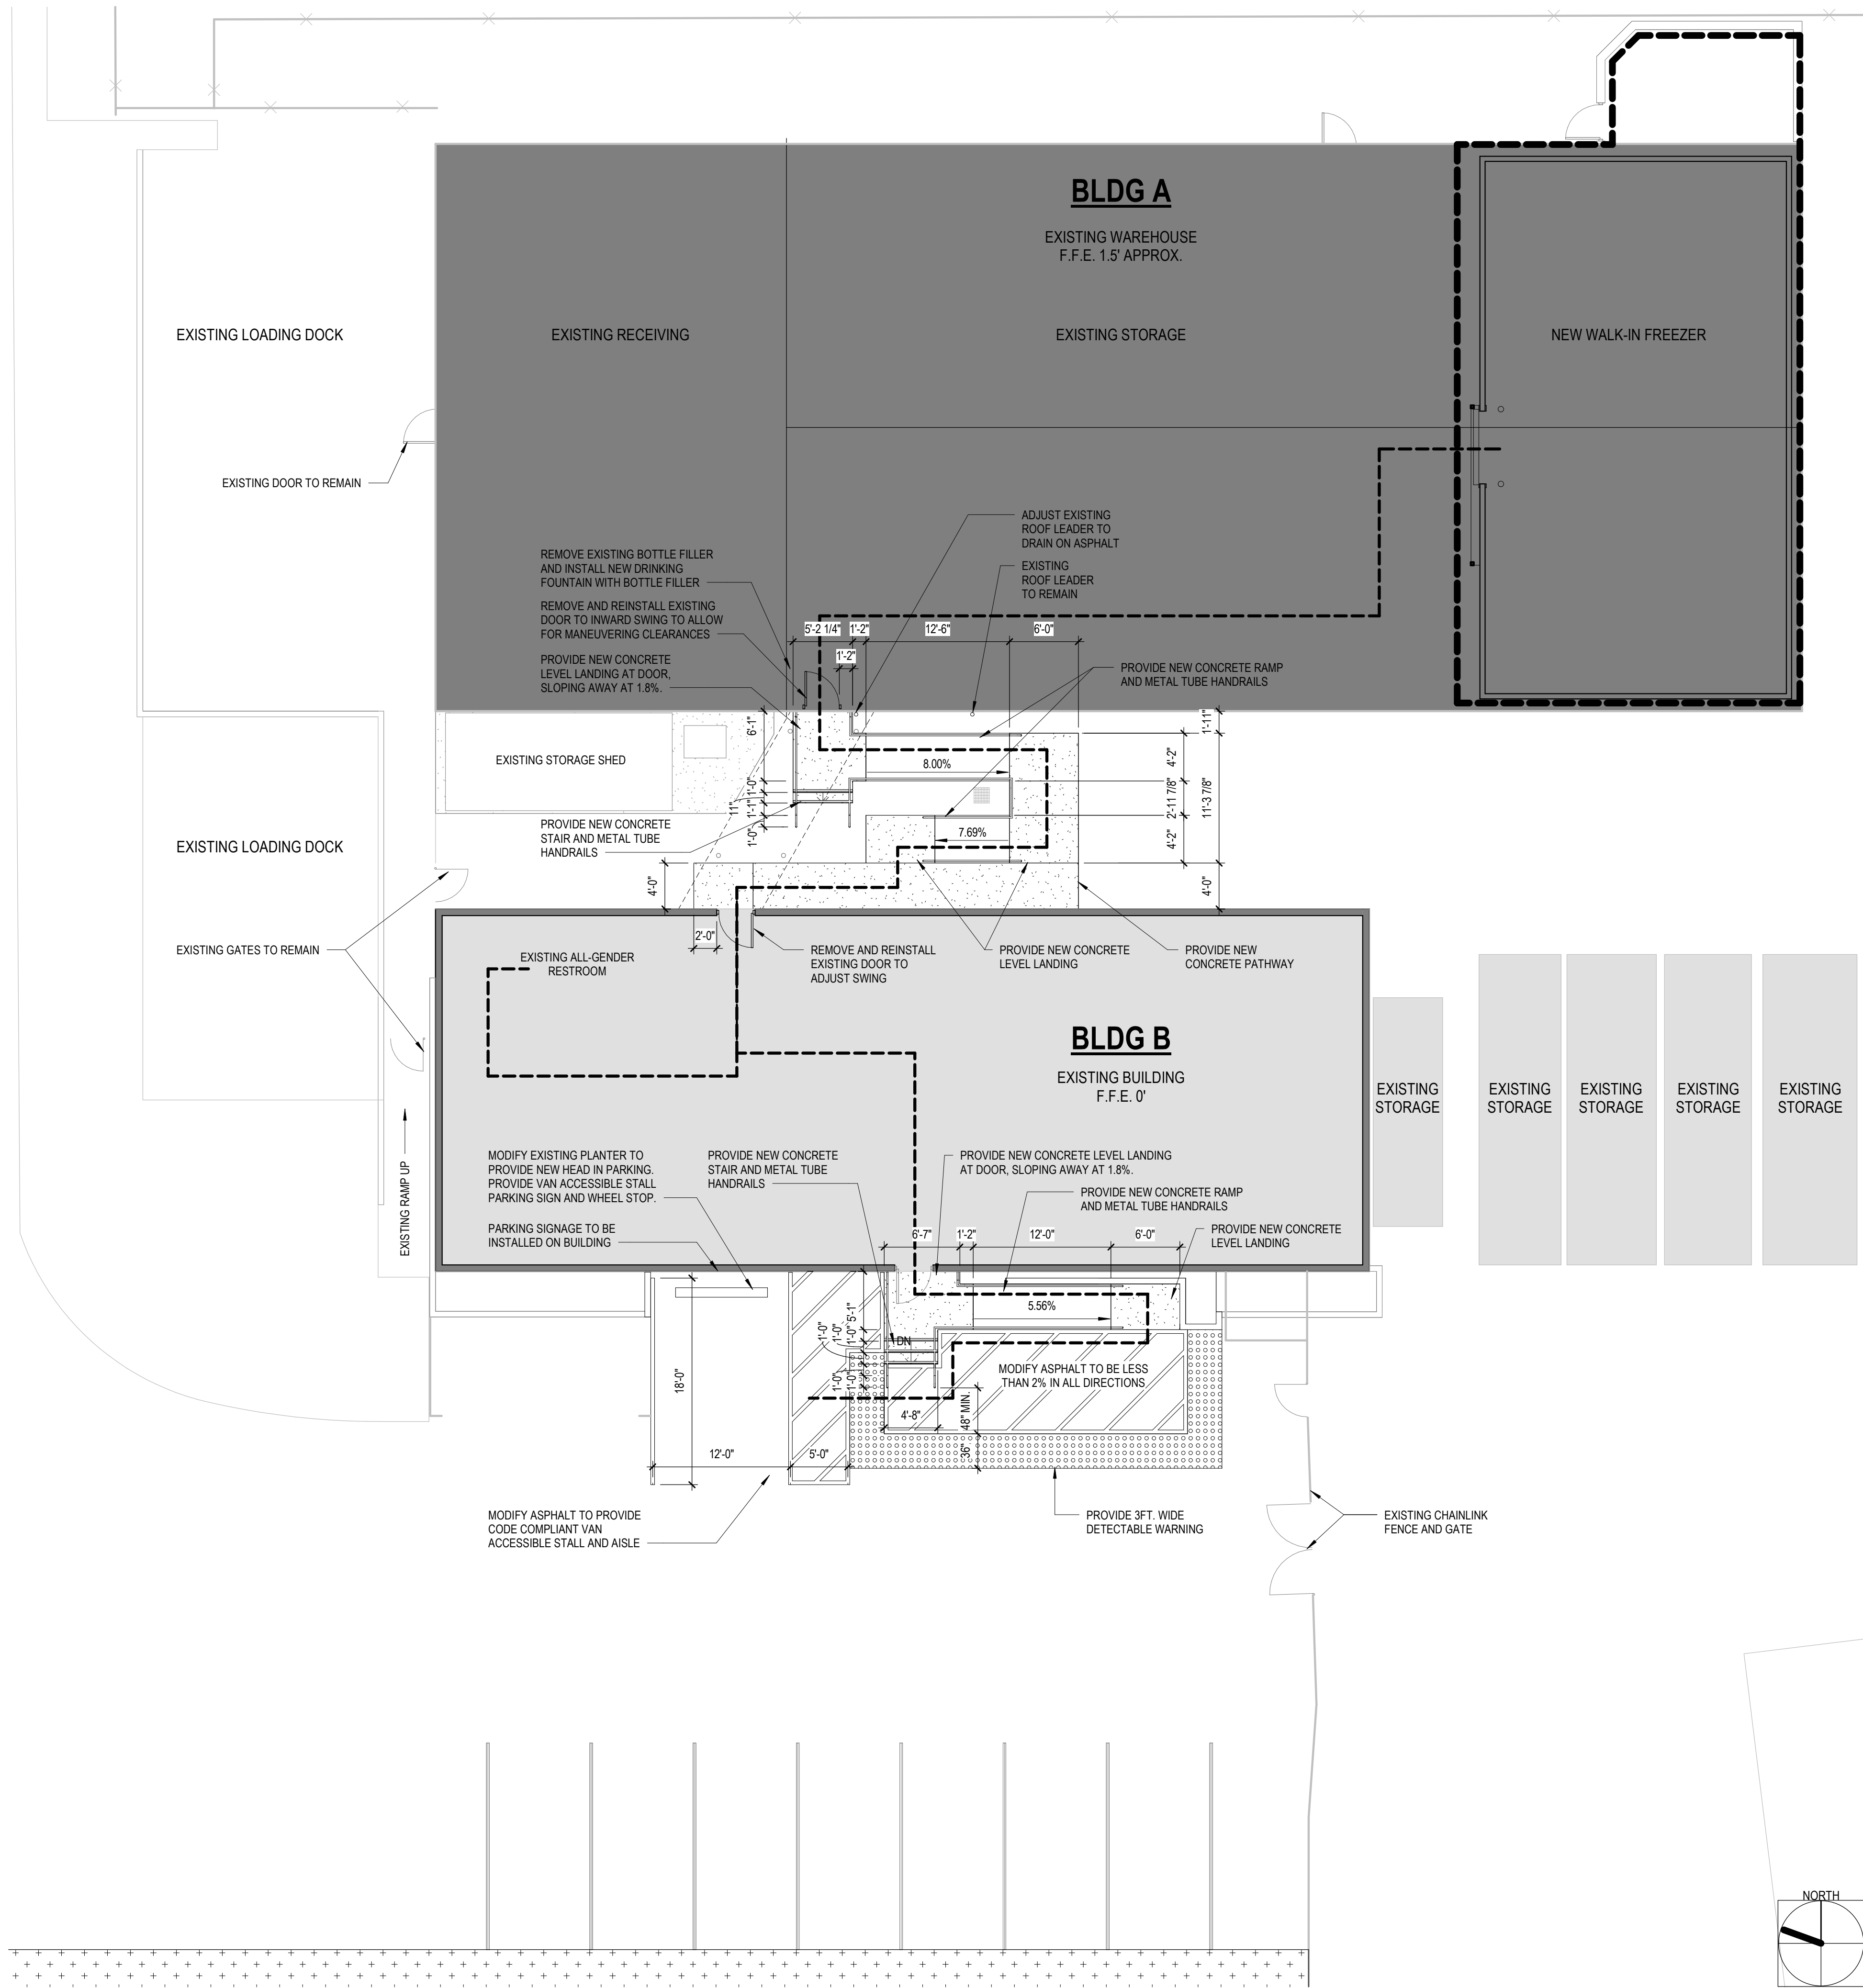 BLDG A
EXISTING WAREHOUSE
F.F.E. 1.5' APPROX.
EXISTING LOADING DOCK
EXISTING RECEIVING
EXISTING STORAGE
NEW WALK-IN FREEZER
EXISTING DOOR TO REMAIN
ADJUST EXISTING
ROOF LEADER TO
DRAIN ON ASPHALT
EXISTING
ROOF LEADER
TO REMAIN
REMOVE EXISTING BOTTLE FILLER
AND INSTALL NEW DRINKING
FOUNTAIN WITH BOTTLE FILLER
REMOVE AND REINSTALL EXISTING
DOOR TO INWARD SWING TO ALLOW
FOR MANEUVERING CLEARANCES
PROVIDE NEW CONCRETE
LEVEL LANDING AT DOOR,
SLOPING AWAY AT 1.8%.
5'-2 1/4"
1'-2"
12'-6"
6'-0"
1'-2"
PROVIDE NEW CONCRETE RAMP
AND METAL TUBE HANDRAILS
6'-1"
1'-0"
11"
1'-1"
1'-0"
8.00%
7.69%
1'-11"
4'-2"
2'-11 7/8"
11'-3 7/8"
4'-2"
4'-0"
EXISTING STORAGE SHED
PROVIDE NEW CONCRETE
STAIR AND METAL TUBE
HANDRAILS
EXISTING LOADING DOCK
4'-0"
2'-0"
EXISTING GATES TO REMAIN
EXISTING ALL-GENDER
RESTROOM
REMOVE AND REINSTALL
EXISTING DOOR TO
ADJUST SWING
PROVIDE NEW CONCRETE
LEVEL LANDING
PROVIDE NEW
CONCRETE PATHWAY
BLDG B
EXISTING BUILDING
F.F.E. 0'
EXISTING
STORAGE
EXISTING
STORAGE
EXISTING
STORAGE
EXISTING
STORAGE
EXISTING
STORAGE
EXISTING RAMP UP
MODIFY EXISTING PLANTER TO
PROVIDE NEW HEAD IN PARKING.
PROVIDE VAN ACCESSIBLE STALL
PARKING SIGN AND WHEEL STOP.
PARKING SIGNAGE TO BE
INSTALLED ON BUILDING
PROVIDE NEW CONCRETE
STAIR AND METAL TUBE
HANDRAILS
PROVIDE NEW CONCRETE LEVEL LANDING
AT DOOR, SLOPING AWAY AT 1.8%.
PROVIDE NEW CONCRETE RAMP
AND METAL TUBE HANDRAILS
PROVIDE NEW CONCRETE
LEVEL LANDING
6'-7"
1'-2"
12'-0"
6'-0"
5.56%
5'-1"
1'-0"
1'-0"
1'-0"
DN
1'-0"
1'-0"
MODIFY ASPHALT TO BE LESS
THAN 2% IN ALL DIRECTIONS
18'-0"
4'-8"
48" MIN.
36"
12'-0"
5'-0"
MODIFY ASPHALT TO PROVIDE
CODE COMPLIANT VAN
ACCESSIBLE STALL AND AISLE
PROVIDE 3FT. WIDE
DETECTABLE WARNING
EXISTING CHAINLINK
FENCE AND GATE
NORTH